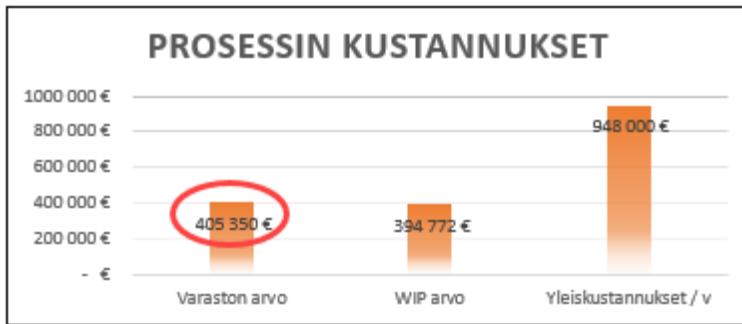 PROSESSIN KUSTANNUKSET
1000 000 €
800 000 €
600 000 €
400 000 €
200 000 €
- €
405 350 €
394 772 €
948 000 €
Varaston arvo
WIP arvo
Yleiskustannukset / v